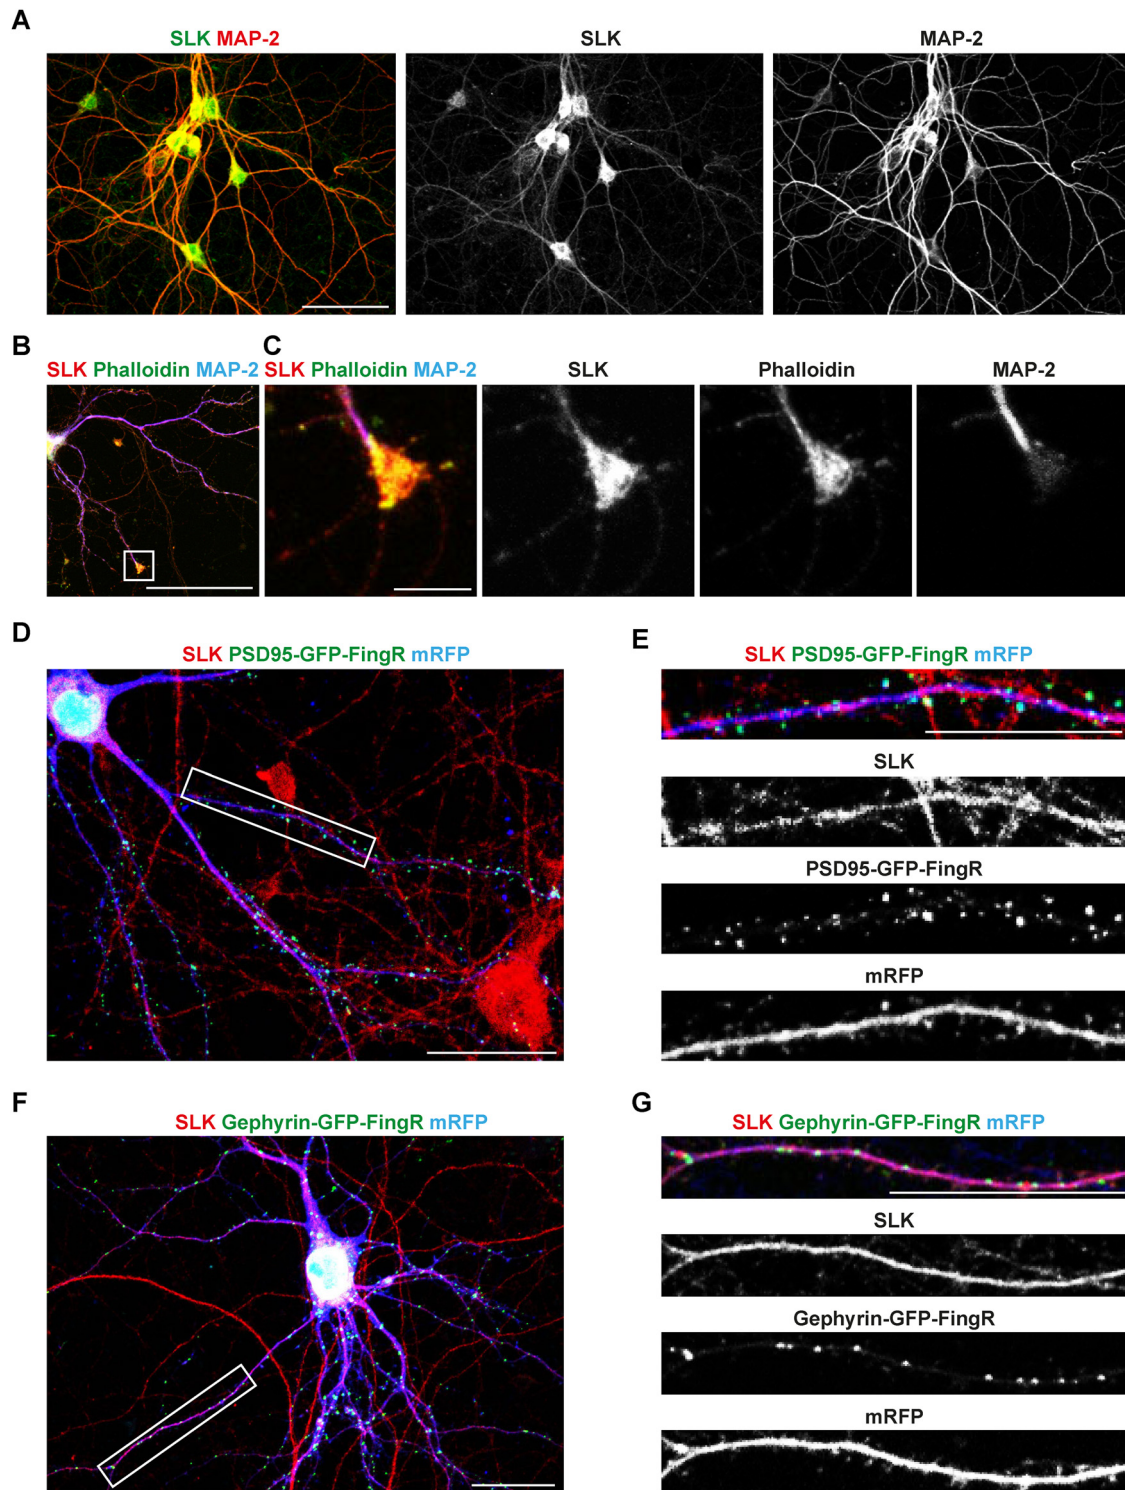 A
SLK MAP-2
SLK
MAP-2
B
C
SLK Phalloidin MAP-2
SLK Phalloidin MAP-2
SLK
Phalloidin
MAP-2
D
SLK PSD95-GFP-FingR mRFP
E
SLK PSD95-GFP-FingR mRFP
SLK
PSD95-GFP-FingR
mRFP
F
SLK Gephyrin-GFP-FingR mRFP
G
SLK Gephyrin-GFP-FingR mRFP
SLK
Gephyrin-GFP-FingR
mRFP